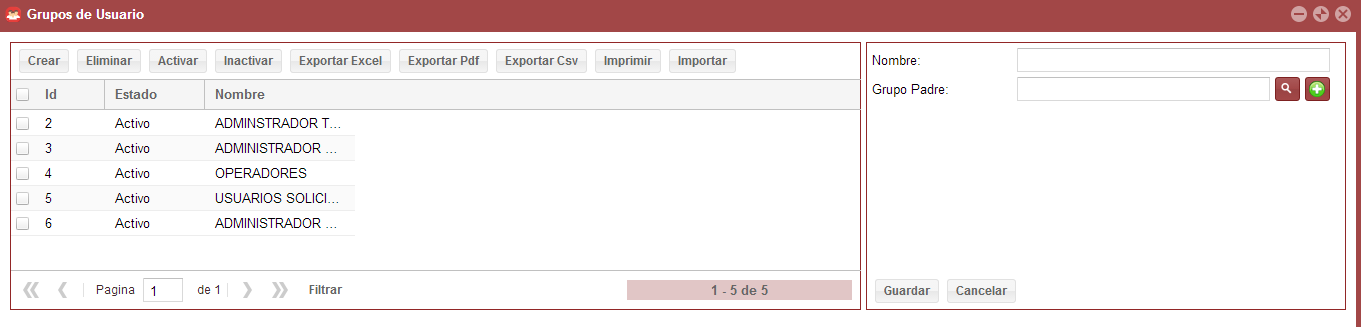 Grupos de Usuario
Crear Eliminar Activar Inactivar Exportar Excel Exportar Pdf Exportar Csv Imprimir Importar
Id Estado Nombre
2 Activo ADMINSTRADOR T...
3 Activo ADMINISTRADOR ...
4 Activo OPERADORES
5 Activo USUARIOS SOLICI...
6 Activo ADMINISTRADOR ...
Pagina 1 de 1 Filtrar 1 - 5 de 5
Nombre:
Grupo Padre:
Guardar Cancelar